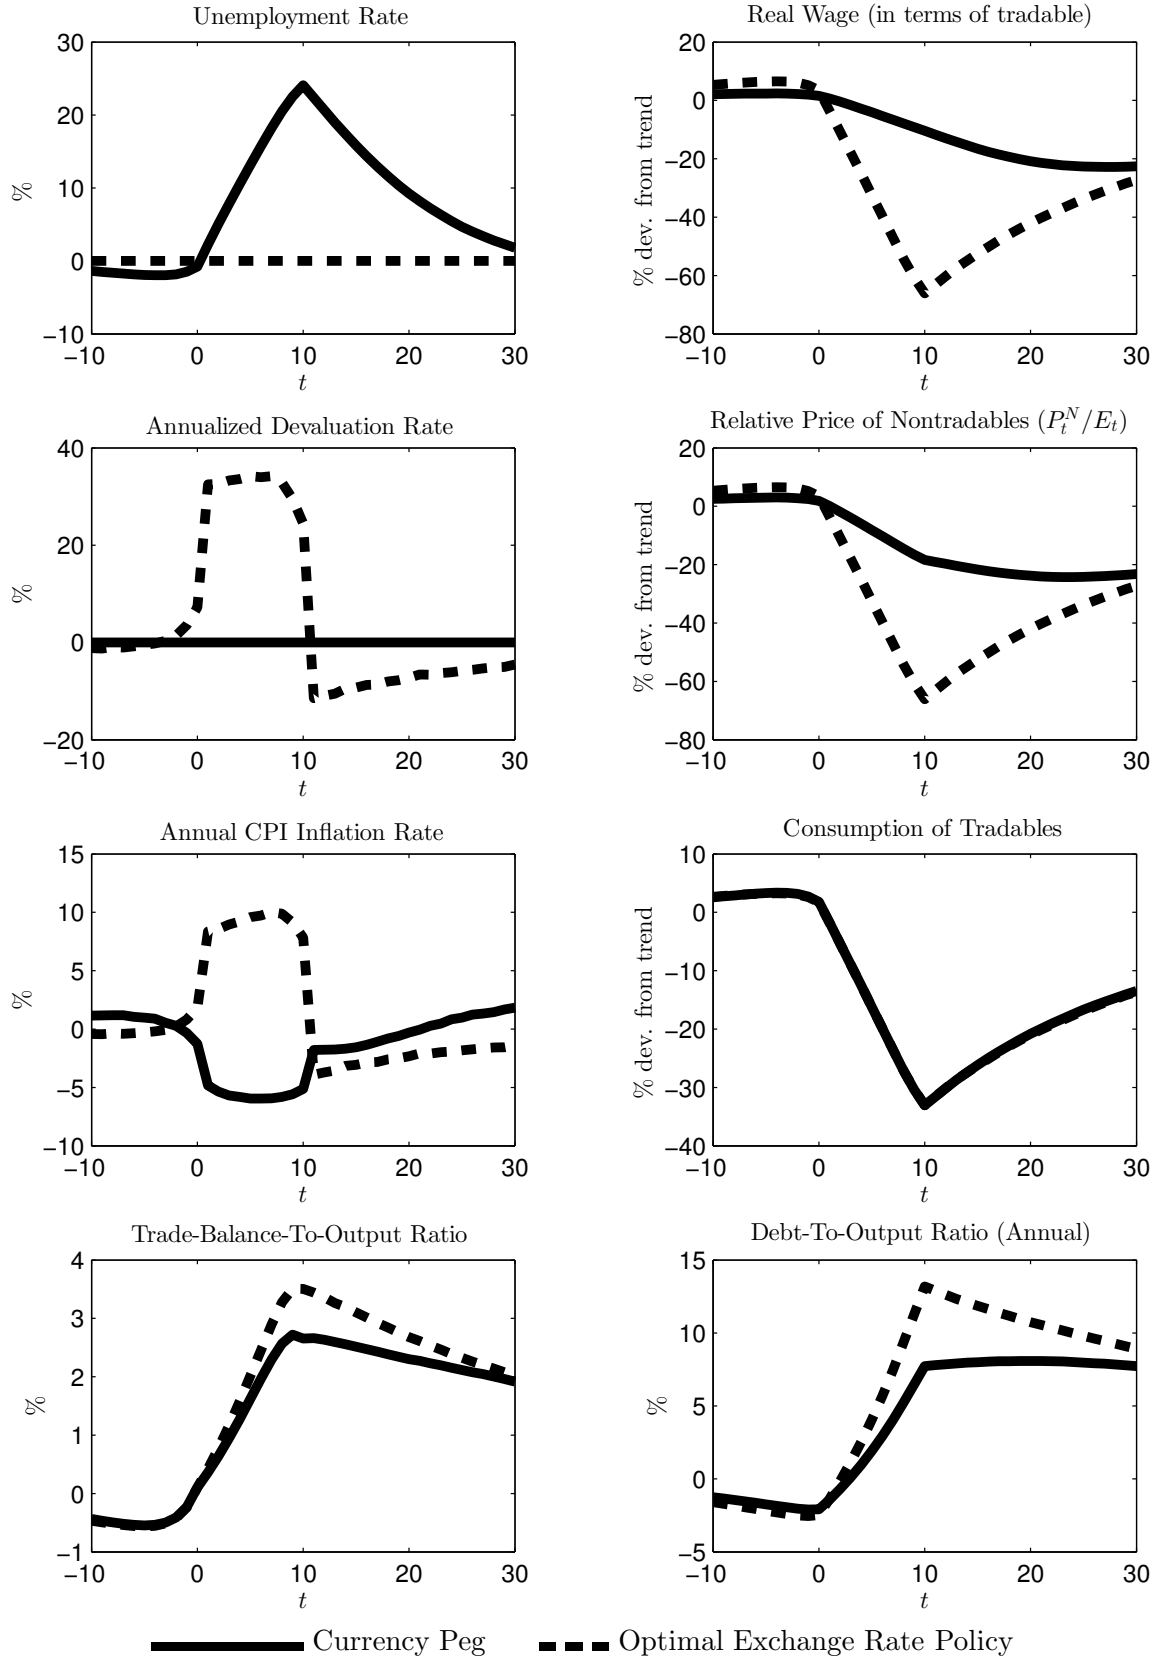 Unemployment Rate
30
20
10
0
−10
%
−10 0 10 20 30
t
Real Wage (in terms of tradable)
20
0
−20
−40
−60
−80
% dev. from trend
−10 0 10 20 30
t
Annualized Devaluation Rate
40
20
0
−20
%
−10 0 10 20 30
t
Relative Price of Nontradables (P_t^N/E_t)
20
0
−20
−40
−60
−80
% dev. from trend
−10 0 10 20 30
t
Annual CPI Inflation Rate
15
10
5
0
−5
−10
%
−10 0 10 20 30
t
Consumption of Tradables
10
0
−10
−20
−30
−40
% dev. from trend
−10 0 10 20 30
t
Trade-Balance-To-Output Ratio
4
3
2
1
0
−1
%
−10 0 10 20 30
t
Debt-To-Output Ratio (Annual)
15
10
5
0
−5
%
−10 0 10 20 30
t
Currency Peg Optimal Exchange Rate Policy